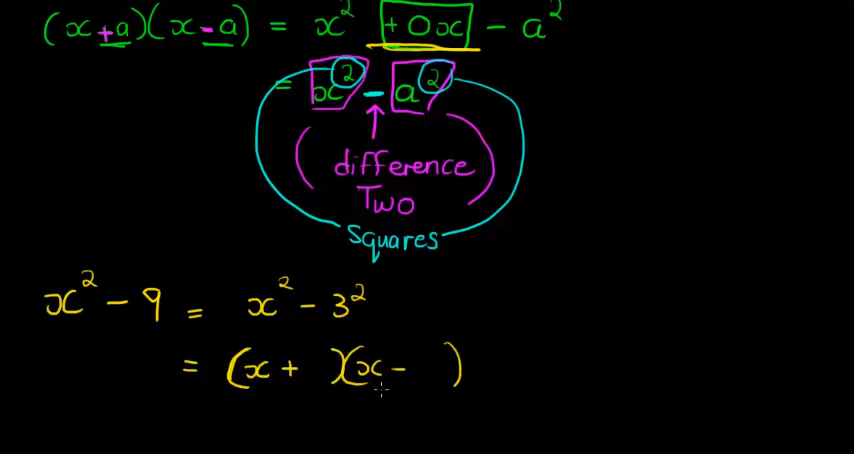 (x+a)(x-a) = x² +0x - a²
= x² - a²
difference
Two
Squares
x² - 9 = x² - 3²
= (x + )(x - )